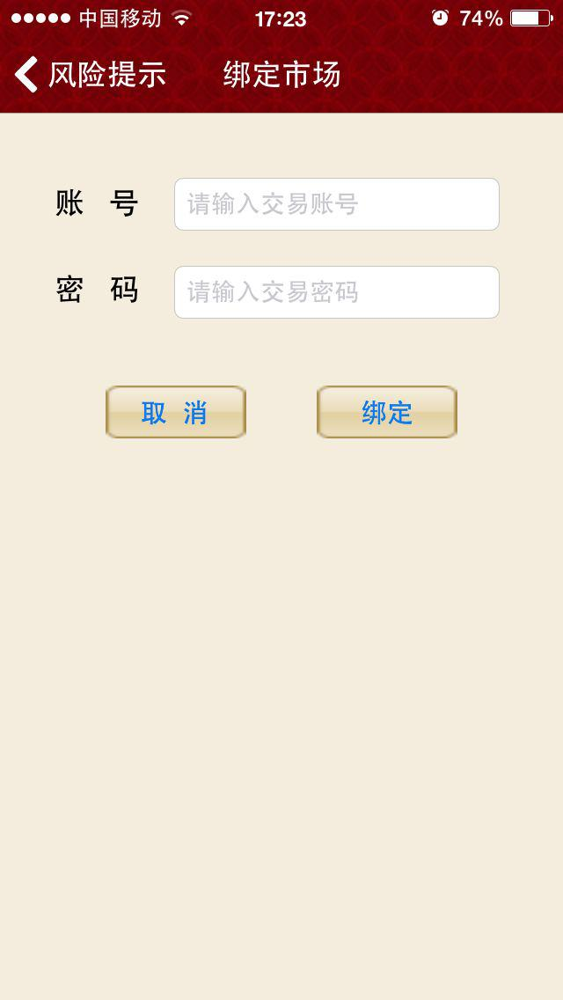 中国移动 17:23 74%
风险提示 绑定市场
账 号 请输入交易账号
密 码 请输入交易密码
取 消 绑定